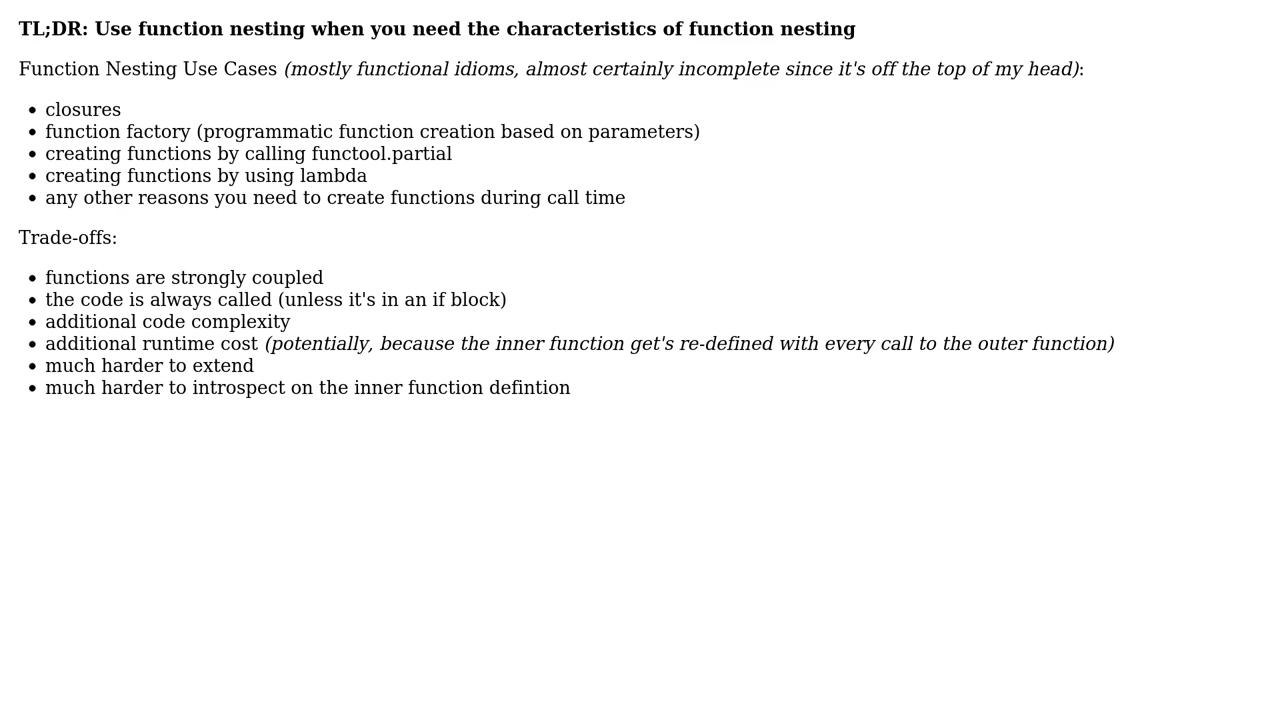 TL;DR: Use function nesting when you need the characteristics of function nesting
Function Nesting Use Cases (mostly functional idioms, almost certainly incomplete since it's off the top of my head):
• closures
• function factory (programmatic function creation based on parameters)
• creating functions by calling functool.partial
• creating functions by using lambda
• any other reasons you need to create functions during call time
Trade-offs:
• functions are strongly coupled
• the code is always called (unless it's in an if block)
• additional code complexity
• additional runtime cost (potentially, because the inner function get's re-defined with every call to the outer function)
• much harder to extend
• much harder to introspect on the inner function defintion